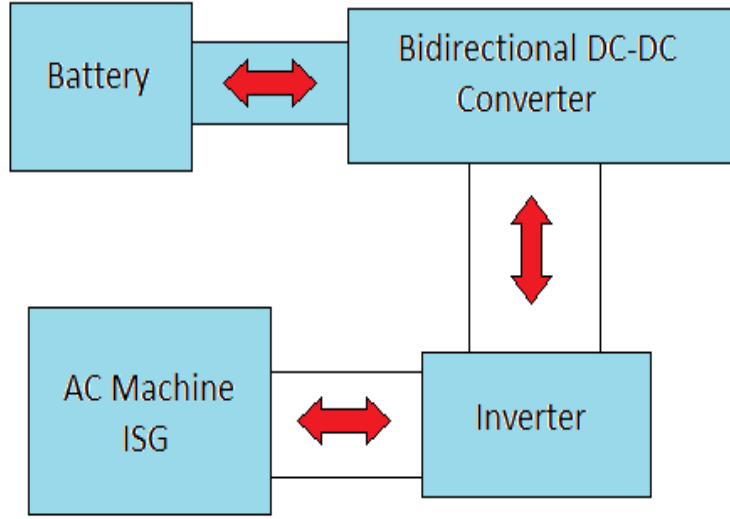 Battery
Bidirectional DC-DC
Converter
AC Machine
ISG
Inverter